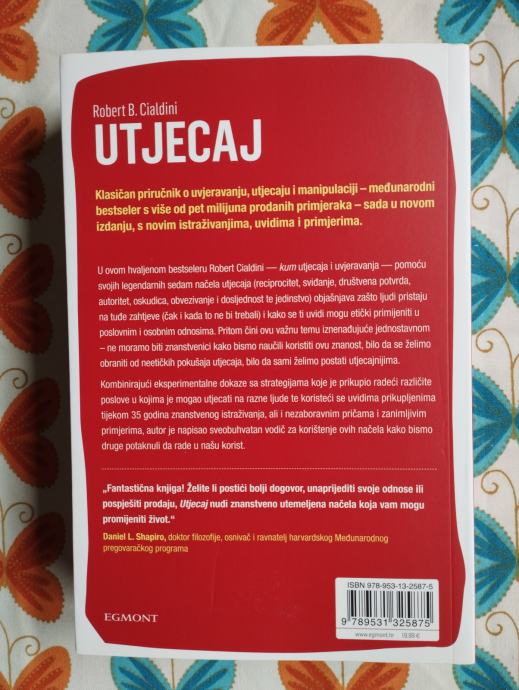 Robert B. Cialdini
UTJECAJ
Klasičan priručnik o uvjeravanju, utjecaju i manipulaciji – međunarodni
bestseler s više od pet milijuna prodanih primjeraka – sada u novom
izdanju, s novim istraživanjima, uvidima i primjerima.
U ovom hvaljenom bestseleru Robert Cialdini — kum utjecaja i uvjeravanja — pomoću
svojih legendarnih sedam načela utjecaja (reciprocitet, sviđanje, društvena potvrda,
autoritet, oskudica, obvezivanje i dosljednost te jedinstvo) objašnjava zašto ljudi pristaju
na tuđe zahtjeve (čak i kada to ne bi trebali) i kako se ti uvidi mogu etički primijeniti u
poslovnim i osobnim odnosima. Pritom čini ovu važnu temu iznenađujuće jednostavnom
– ne moramo biti znanstvenici kako bismo naučili koristiti ovu znanost, bilo da se želimo
obraniti od neetičkih pokušaja utjecaja, bilo da sami želimo postati utjecajnijima.
Kombinirajući eksperimentalne dokaze sa strategijama koje je prikupio radeći različite
poslove u kojima je mogao utjecati na razne ljude te koristeći se uvidima prikupljenima
tijekom 35 godina znanstvenog istraživanja, ali i nezaboravnim pričama i zanimljivim
primjerima, autor je napisao sveobuhvatan vodič za korištenje ovih načela kako bismo
druge potaknuli da rade u našu korist.
„Fantastična knjiga! Želite li postići bolji dogovor, unaprijediti svoje odnose ili
pospješiti prodaju, Utjecaj nudi znanstveno utemeljena načela koja vam mogu
promijeniti život.“
Daniel L. Shapiro, doktor filozofije, osnivač i ravnatelj harvardskog Međunarodnog
pregovaračkog programa
ISBN 978-953-13-2587-5
9 789531 325875
www.egmont.hr 19,99 €
EGMONT